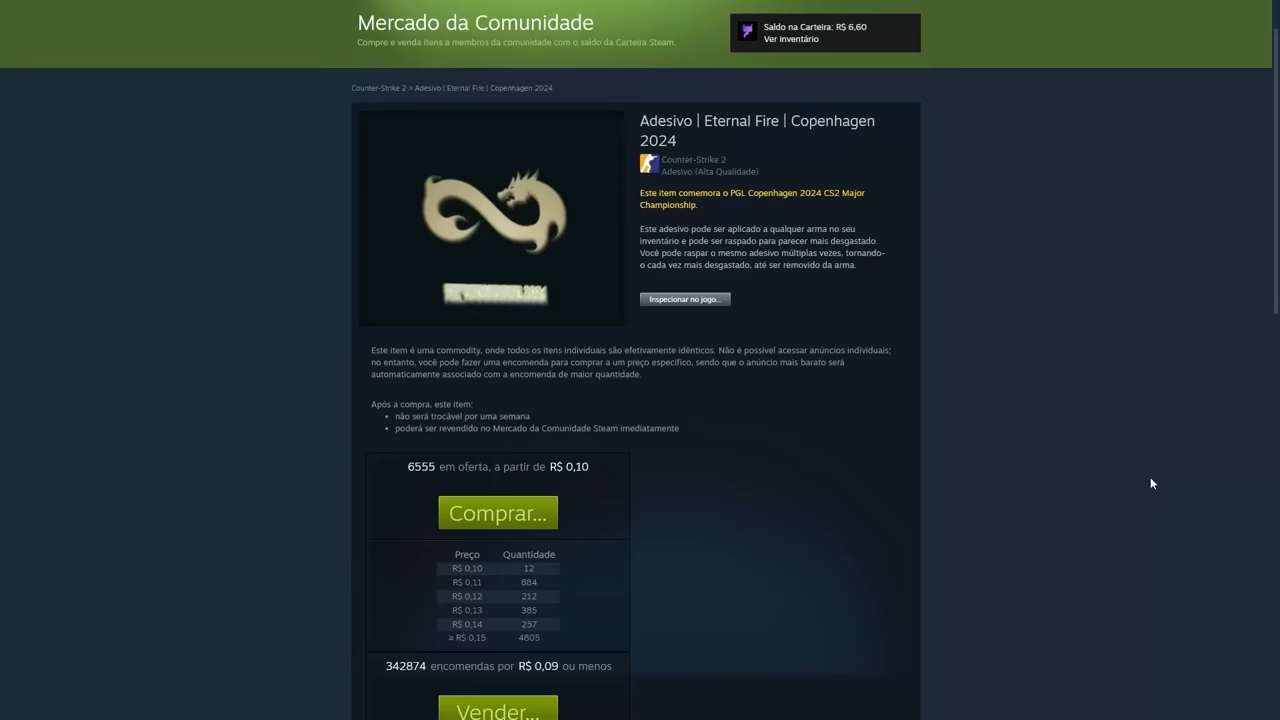 Mercado da Comunidade
Compre e venda itens a membros da comunidade com o saldo da Carteira Steam.
Saldo na Carteira: R$ 6,60
Ver inventário
Counter-Strike 2 > Adesivo | Eternal Fire | Copenhagen 2024
Adesivo | Eternal Fire | Copenhagen
2024
Counter-Strike 2
Adesivo (Alta Qualidade)
Este item comemora o PGL Copenhagen 2024 CS2 Major
Championship.
Este adesivo pode ser aplicado a qualquer arma no seu
inventário e pode ser raspado para parecer mais desgastado.
Você pode raspar o mesmo adesivo múltiplas vezes, tornando-
o cada vez mais desgastado, até ser removido da arma.
Inspecionar no jogo...
Este item é uma commodity, onde todos os itens individuais são efetivamente idênticos. Não é possível acessar anúncios individuais;
no entanto, você pode fazer uma encomenda para comprar a um preço específico, sendo que o anúncio mais barato será
automaticamente associado com a encomenda de maior quantidade.
Após a compra, este item:
• não será trocável por uma semana
• poderá ser revendido no Mercado da Comunidade Steam imediatamente
6555 em oferta, a partir de R$ 0,10
Comprar...
Preço Quantidade
R$ 0,10 12
R$ 0,11 884
R$ 0,12 212
R$ 0,13 385
R$ 0,14 257
≥ R$ 0,15 4805
342874 encomendas por R$ 0,09 ou menos
Vender...